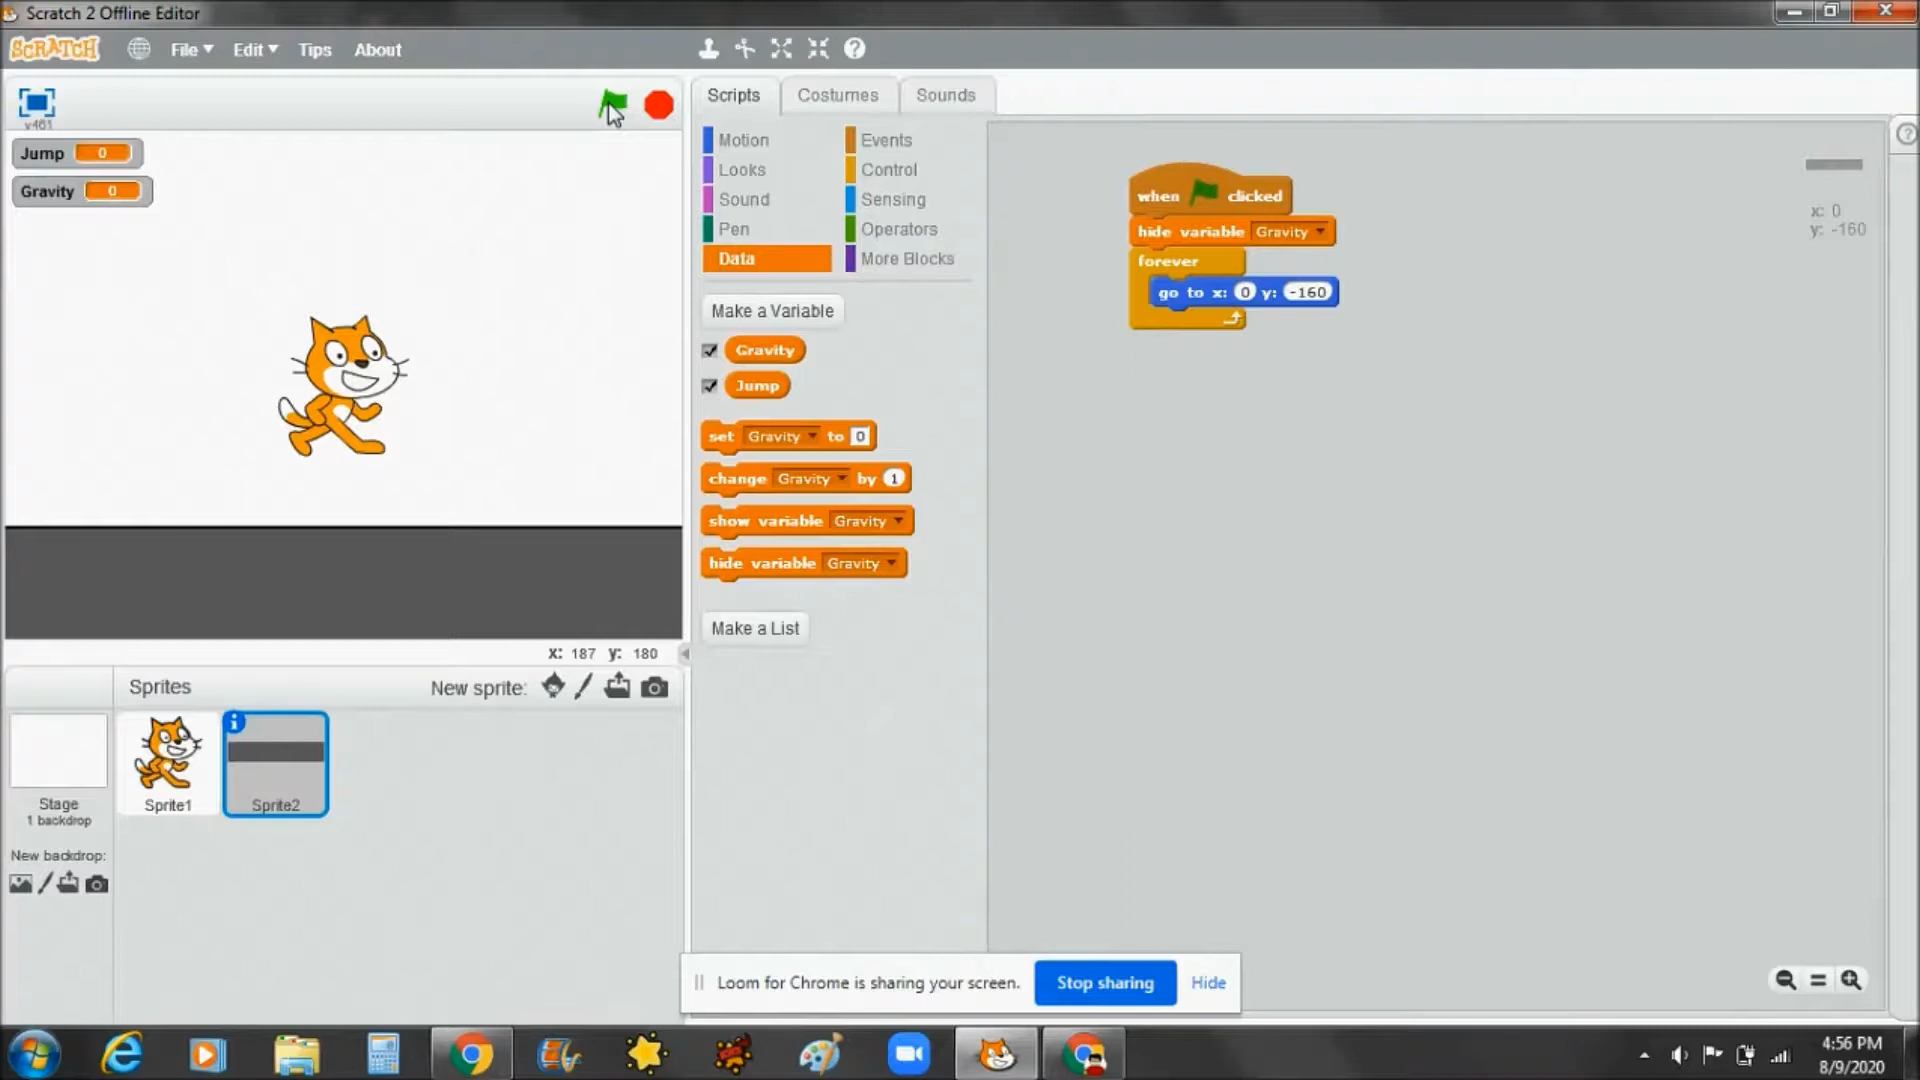 Scratch 2 Offline Editor
SCRATCH File Edit Tips About
v461
Jump 0
Gravity 0
x: 187 y: 180
Sprites New sprite:
Stage
1 backdrop
New backdrop:
Sprite1
Sprite2
Scripts Costumes Sounds
Motion Events
Looks Control
Sound Sensing
Pen Operators
Data More Blocks
Make a Variable
Gravity
Jump
set Gravity to 0
change Gravity by 1
show variable Gravity
hide variable Gravity
Make a List
when clicked
hide variable Gravity
forever
go to x: 0 y: -160
x: 0
y: -160
Loom for Chrome is sharing your screen. Stop sharing Hide
4:56 PM
8/9/2020